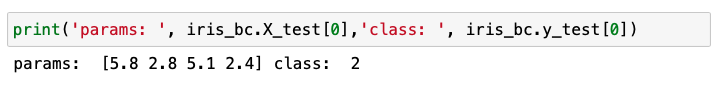 print('params: ', iris_bc.X_test[0],'class: ', iris_bc.y_test[0])
params:  [5.8 2.8 5.1 2.4] class:  2